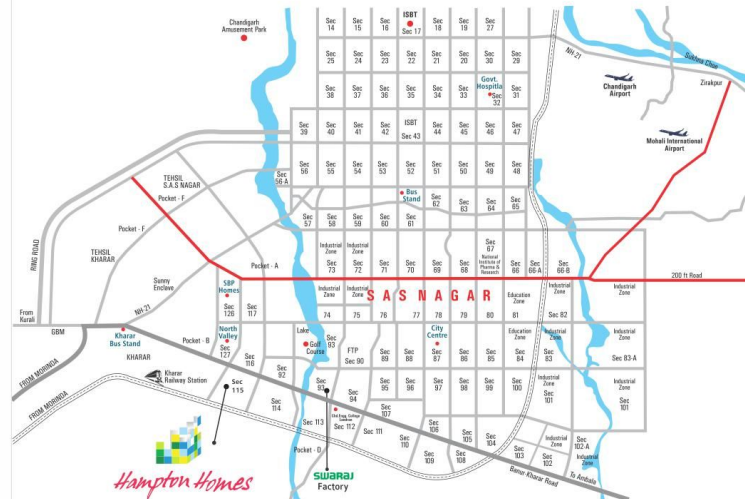 Chandigarh
Amusement Park
ISBT
Sec 17
Sec
14
Sec
15
Sec
16
Sec
18
Sec
19
Sec
27
Sec
25
Sec
24
Sec
23
Sec
22
Sec
21
Sec
20
Sec
30
Sec
29
NH-21
Sukhna Choe
Zirakpur
Chandigarh
Airport
Mohali International
Airport
Sec
38
Sec
37
Sec
36
Sec
35
Sec
34
Sec
33
Govt.
Hospitla
Sec
32
Sec
31
Sec
39
Sec
40
Sec
41
Sec
42
ISBT
Sec 43
Sec
44
Sec
45
Sec
46
Sec
47
Sec
56
Sec
55
Sec
54
Sec
53
Sec
52
Sec
51
Sec
50
Sec
49
Sec
48
Sec
56-A
TEHSIL
S.A.S NAGAR
Pocket - F
Bus
Stand
Sec
62
Sec
63
Sec
64
Sec
65
Sec
57
Sec
58
Sec
59
Sec
60
Sec
61
Pocket - F
TEHSIL
KHARAR
RING ROAD
Industrial
Zone
Sec
73
Industrial
Zone
Sec
72
Sec
71
Sec
70
Sec
69
Sec
68
Sec
67
National
Institute of
Pharma &
Research
Sec
66
Sec
66-A
Sec
66-B
Pocket - A
Sunny
Enclave
200 ft Road
SBP
Homes
Sec
126
Sec
117
Industrial
Zone
74
Industrial
Zone
75
SAS NAGAR
76
77
78
79
80
Education
Zone
81
Industrial
Zone
Sec 82
Industrial
Zone
Industrial
Zone
From
Kurali
GBM
NH-21
Kharar
Bus Stand
KHARAR
Pocket - B
North
Valley
Sec
127
Sec
116
Lake
Golf
Course
Sec
93
FTP
Sec 90
Sec
89
Sec
88
City
Centre
Sec
87
Sec
86
Sec
85
Education
Zone
Sec
84
Industrial
Zone
Sec
83
Industrial
Zone
Sec 83-A
FROM MORINDA
FROM MORINDA
Kharar
Railway Station
Sec
115
Sec
92
Sec
114
Sec
91
Sec
94
Sec
95
Sec
96
Sec
97
Sec
98
Sec
99
Sec
100
Industrial
Zone
Sec
101
Industrial
Zone
Sec
101
Sec 113
Sec 112
Sec
107
Sec 111
Sec
110
Sec
106
Sec
105
Sec
104
Sec
109
Sec
108
Sec
103
Sec
102
Industrial
Zone
Sec
102-A
Industrial
Zone
Pocket - D
Banur Kharar Road
To Ambala
Hampton Homes
SWARAJ
Factory